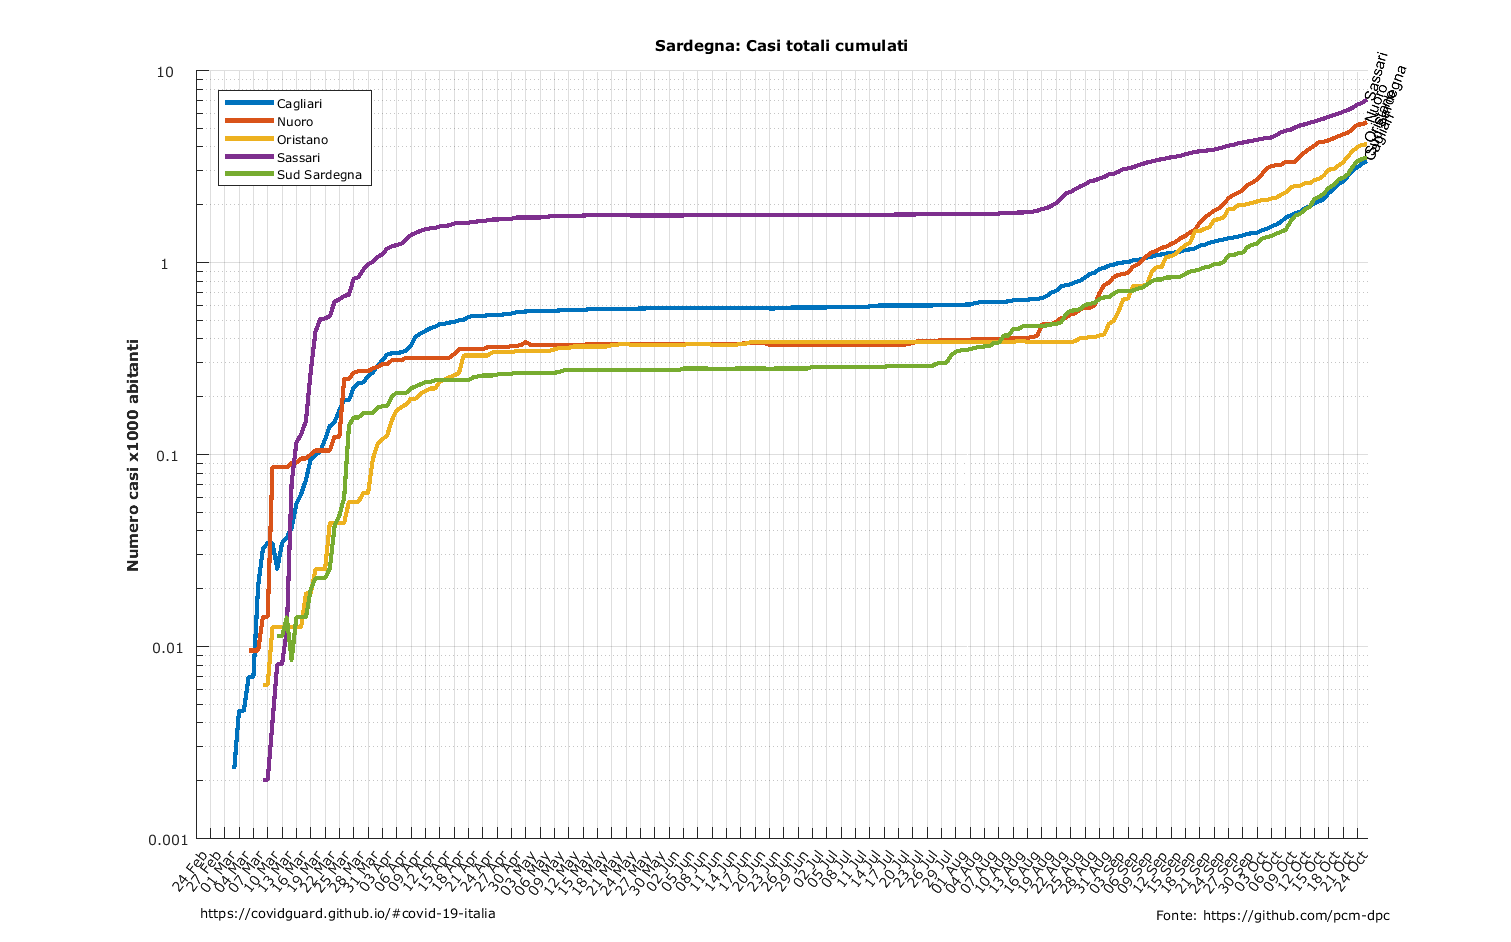 Sardegna: Casi totali cumulati
10
1
0.1
0.01
0.001
Numero casi x1000 abitanti
Cagliari
Nuoro
Oristano
Sassari
Sud Sardegna
Sassari
Nuoro
Oristano
Sud Sardegna
Cagliari
24 Feb
27 Feb
01 Mar
04 Mar
07 Mar
10 Mar
13 Mar
16 Mar
19 Mar
22 Mar
25 Mar
28 Mar
31 Mar
03 Apr
06 Apr
09 Apr
12 Apr
15 Apr
18 Apr
21 Apr
24 Apr
27 Apr
30 Apr
03 May
06 May
09 May
12 May
15 May
18 May
21 May
24 May
27 May
30 May
02 Jun
05 Jun
08 Jun
11 Jun
14 Jun
17 Jun
20 Jun
23 Jun
26 Jun
29 Jun
02 Jul
05 Jul
08 Jul
11 Jul
14 Jul
17 Jul
20 Jul
23 Jul
26 Jul
29 Jul
01 Aug
04 Aug
07 Aug
10 Aug
13 Aug
16 Aug
19 Aug
22 Aug
25 Aug
28 Aug
31 Aug
03 Sep
06 Sep
09 Sep
12 Sep
15 Sep
18 Sep
21 Sep
24 Sep
27 Sep
30 Sep
03 Oct
06 Oct
09 Oct
12 Oct
15 Oct
18 Oct
21 Oct
24 Oct
https://covidguard.github.io/#covid-19-italia
Fonte: https://github.com/pcm-dpc